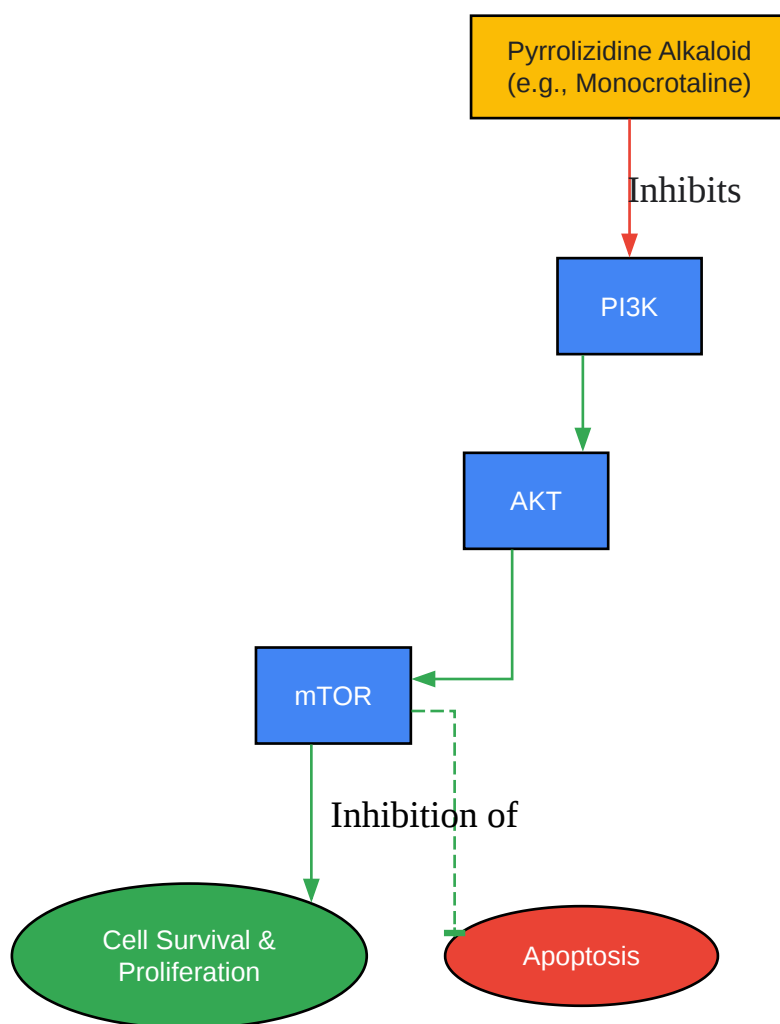 Pyrrolizidine Alkaloid
(e.g., Monocrotaline)
Inhibits
PI3K
AKT
mTOR
Inhibition of
Cell Survival &
Proliferation
Apoptosis